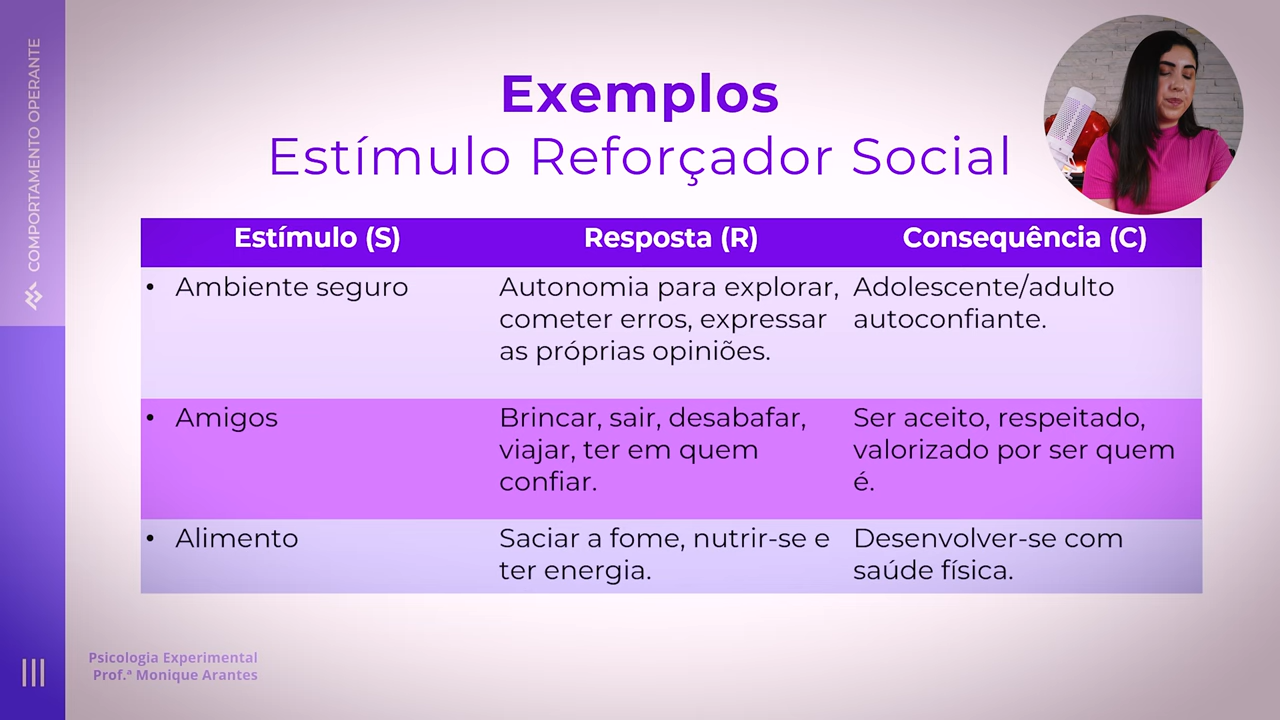 COMPORTAMENTO OPERANTE
Exemplos
Estímulo Reforçador Social
Estímulo (S)
Resposta (R)
Consequência (C)
• Ambiente seguro
Autonomia para explorar,
cometer erros, expressar
as próprias opiniões.
Adolescente/adulto
autoconfiante.
• Amigos
Brincar, sair, desabafar,
viajar, ter em quem
confiar.
Ser aceito, respeitado,
valorizado por ser quem
é.
• Alimento
Saciar a fome, nutrir-se e
ter energia.
Desenvolver-se com
saúde física.
Psicologia Experimental
Prof.ª Monique Arantes